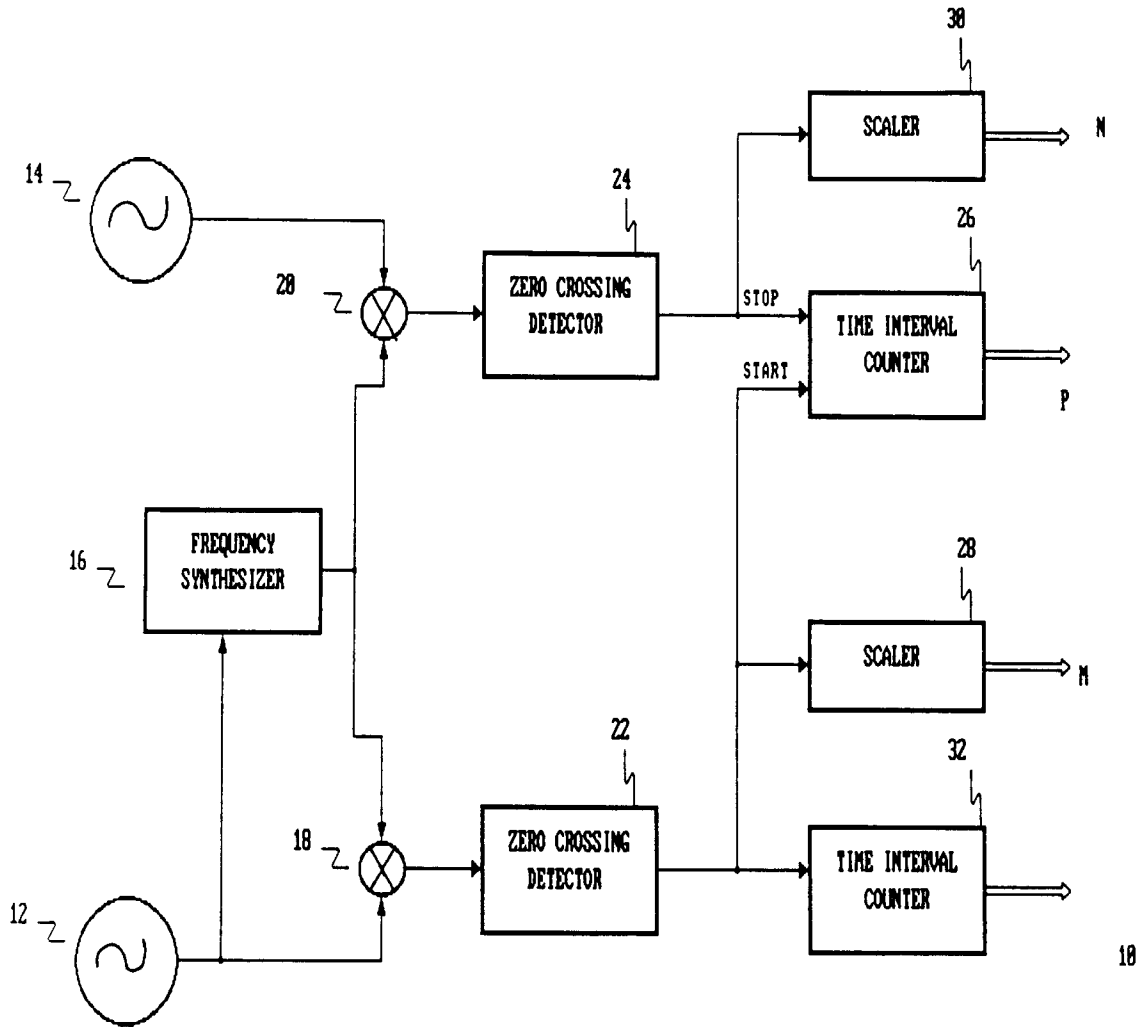 30
SCALER
N
14
24
26
20
ZERO CROSSING
DETECTOR
STOP
TIME INTERVAL
COUNTER
START
P
16
FREQUENCY
SYNTHESIZER
28
SCALER
M
22
32
18
ZERO CROSSING
DETECTOR
TIME INTERVAL
COUNTER
12
10